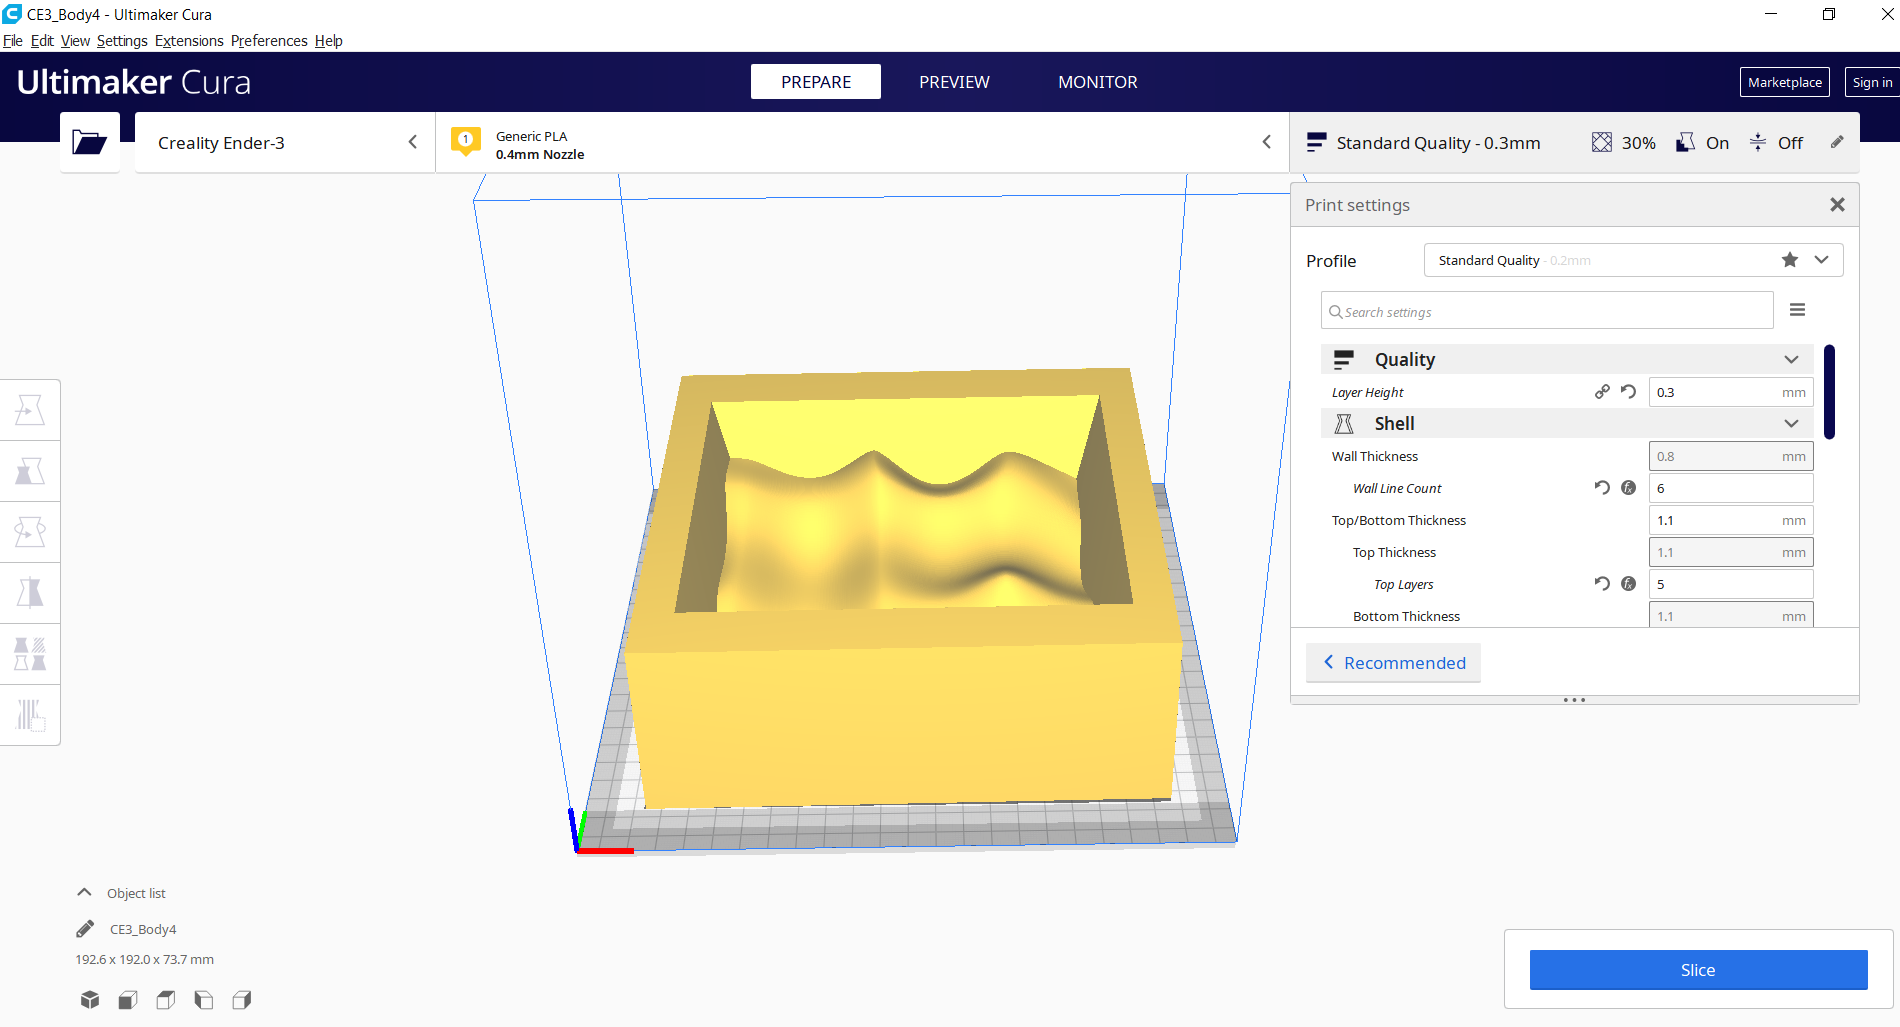 CE3_Body4 - Ultimaker Cura
File Edit View Settings Extensions Preferences Help
Ultimaker Cura
PREPARE
PREVIEW
MONITOR
Marketplace
Sign in
Creality Ender-3
1
Generic PLA
0.4mm Nozzle
Standard Quality - 0.3mm
30%
On
Off
Print settings
Profile
Standard Quality - 0.2mm
Search settings
Quality
Layer Height
0.3 mm
Shell
Wall Thickness
0.8 mm
Wall Line Count
6
Top/Bottom Thickness
1.1 mm
Top Thickness
1.1 mm
Top Layers
5
Bottom Thickness
1.1 mm
Recommended
Object list
CE3_Body4
192.6 x 192.0 x 73.7 mm
Slice